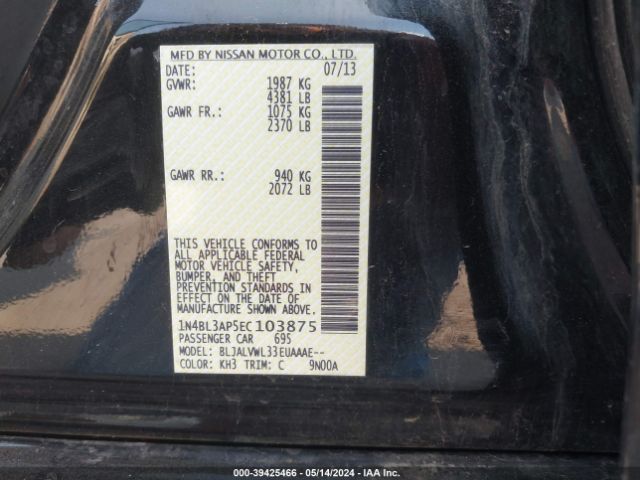 MFD BY NISSAN MOTOR CO., LTD.
DATE: 07/13
GVWR: 1987 KG
4381 LB
GAWR FR.: 1075 KG
2370 LB
GAWR RR.: 940 KG
2072 LB
THIS VEHICLE CONFORMS TO
ALL APPLICABLE FEDERAL
MOTOR VEHICLE SAFETY,
BUMPER, AND THEFT
PREVENTION STANDARDS IN
EFFECT ON THE DATE OF
MANUFACTURE SHOWN ABOVE.
1N4BL3AP5EC103875
PASSENGER CAR 695
MODEL: BLJALVWL33EUAAAE--
COLOR: KH3 TRIM: C 9N00A
000-39425466 - 05/14/2024 - IAA Inc.